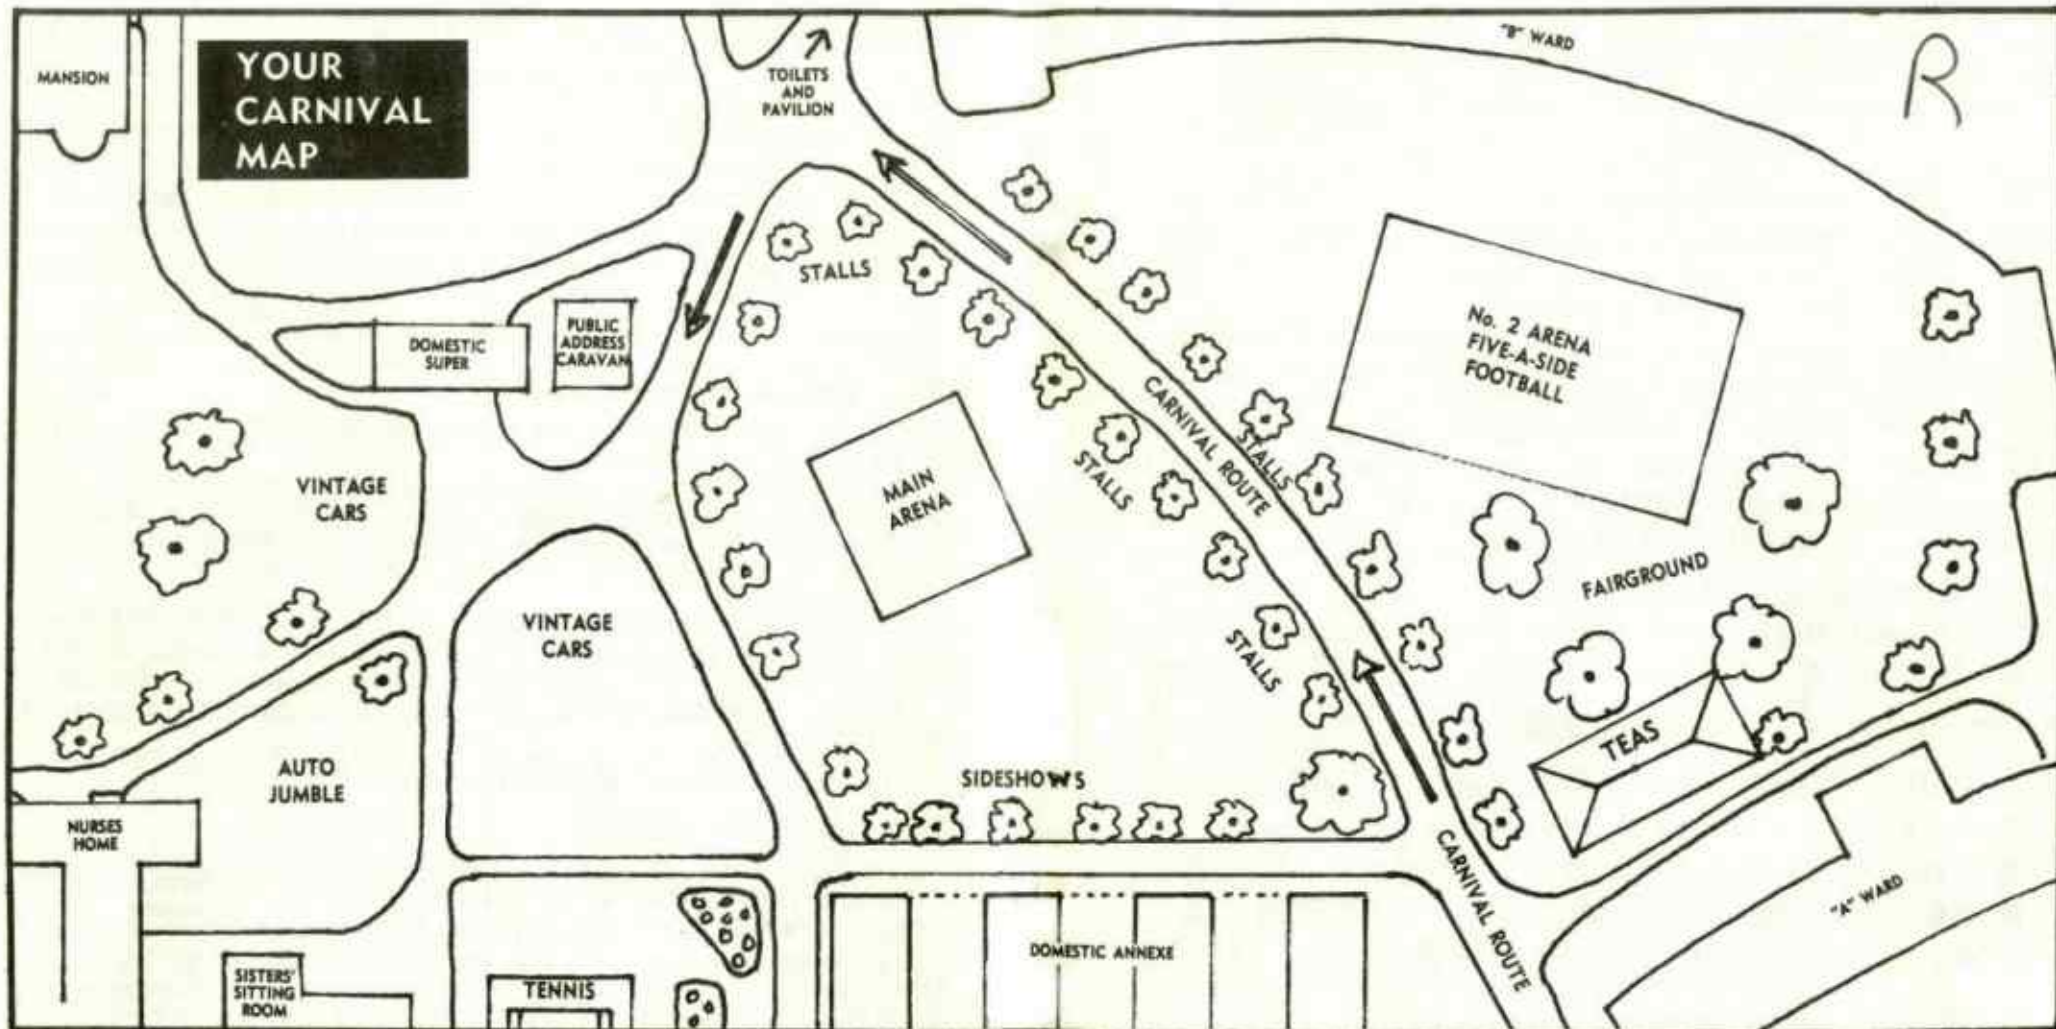 MANSION
YOUR
CARNIVAL
MAP
TOILETS
AND
PAVILION
"B" WARD
R
STALLS
DOMESTIC
SUPER
PUBLIC
ADDRESS
CARAVAN
No. 2 ARENA
FIVE-A-SIDE
FOOTBALL
CARNIVAL ROUTE
STALLS
STALLS
MAIN
ARENA
VINTAGE
CARS
FAIRGROUND
VINTAGE
CARS
STALLS
TEAS
AUTO
JUMBLE
SIDESHOWS
NURSES
HOME
CARNIVAL ROUTE
"A" WARD
DOMESTIC ANNEXE
SISTERS'
SITTING
ROOM
TENNIS